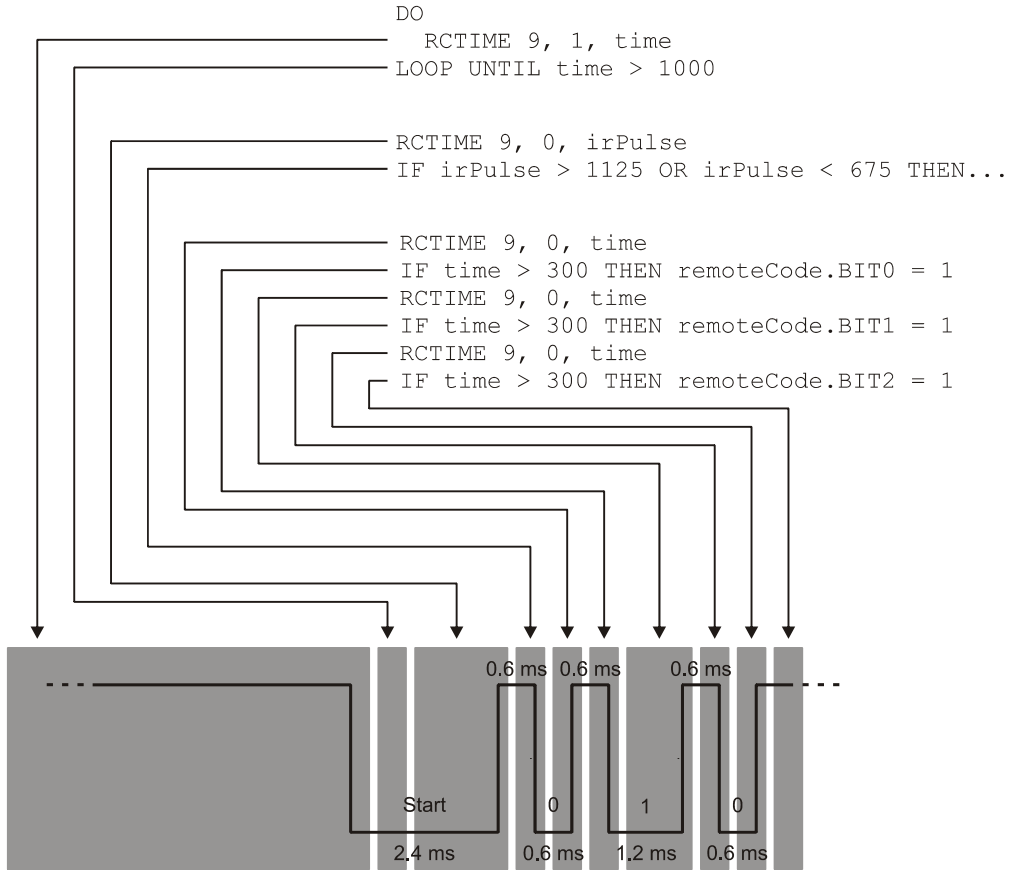 DO
RCTIME 9, 1, time
LOOP UNTIL time > 1000
RCTIME 9, 0, irPulse
IF irPulse > 1125 OR irPulse < 675 THEN...
RCTIME 9, 0, time
IF time > 300 THEN remoteCode.BIT0 = 1
RCTIME 9, 0, time
IF time > 300 THEN remoteCode.BIT1 = 1
RCTIME 9, 0, time
IF time > 300 THEN remoteCode.BIT2 = 1
0.6 ms 0.6 ms 0.6 ms
Start 0 1 0
2.4 ms 0.6 ms 1.2 ms 0.6 ms